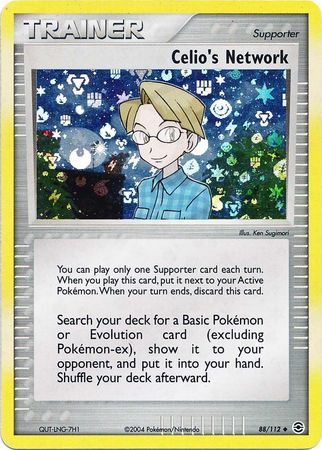 TRAINER
Supporter
Celio's Network
Illus. Ken Sugimori
You can play only one Supporter card each turn.
When you play this card, put it next to your Active
Pokémon. When your turn ends, discard this card.
Search your deck for a Basic Pokémon
or Evolution card (excluding
Pokémon-ex), show it to your
opponent, and put it into your hand.
Shuffle your deck afterward.
QUT-LNG-7H1
©2004 Pokémon/Nintendo
88/112 ◆